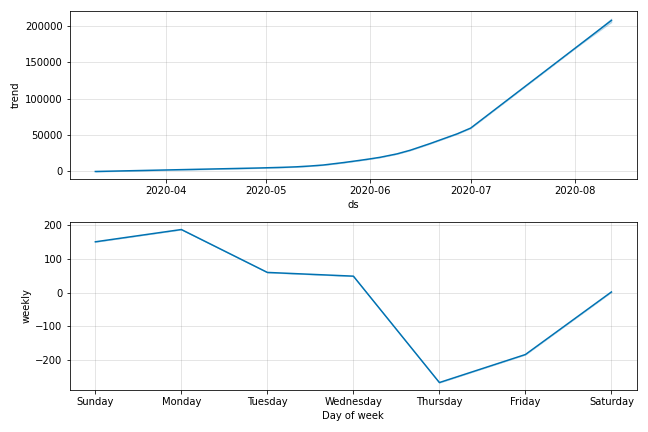 200000
150000
100000
50000
0
trend
2020-04 2020-05 2020-06 2020-07 2020-08
ds
200
100
0
−100
−200
weekly
Sunday Monday Tuesday Wednesday Thursday Friday Saturday
Day of week